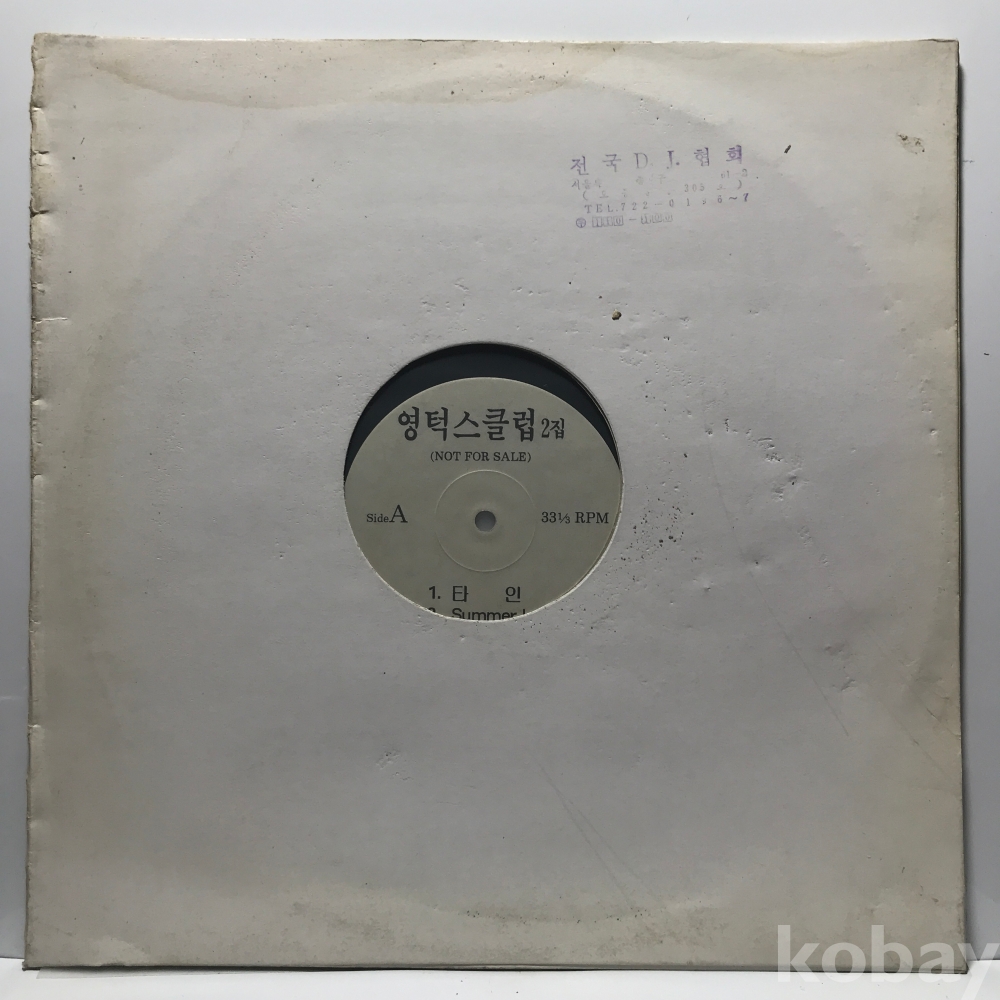 전국 D.J. 협회
TEL.722-01
영턱스클럽 2집
(NOT FOR SALE)
Side A
33⅓ RPM
1. 타 인
Summer
kobay